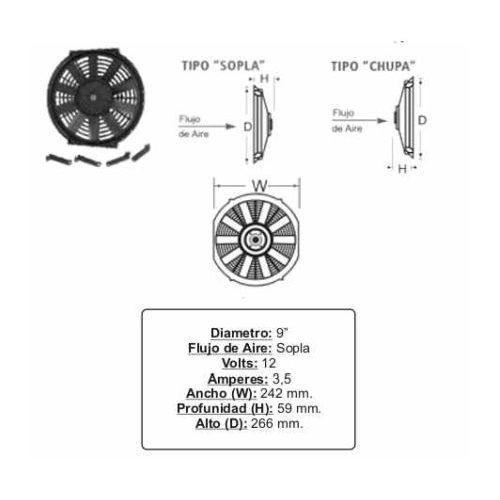 TIPO "SOPLA"
TIPO "CHUPA"
H
Flujo
de Aire
D
Flujo
de Aire
D
H
W
Diametro: 9"
Flujo de Aire: Sopla
Volts: 12
Amperes: 3,5
Ancho (W): 242 mm.
Profunidad (H): 59 mm.
Alto (D): 266 mm.